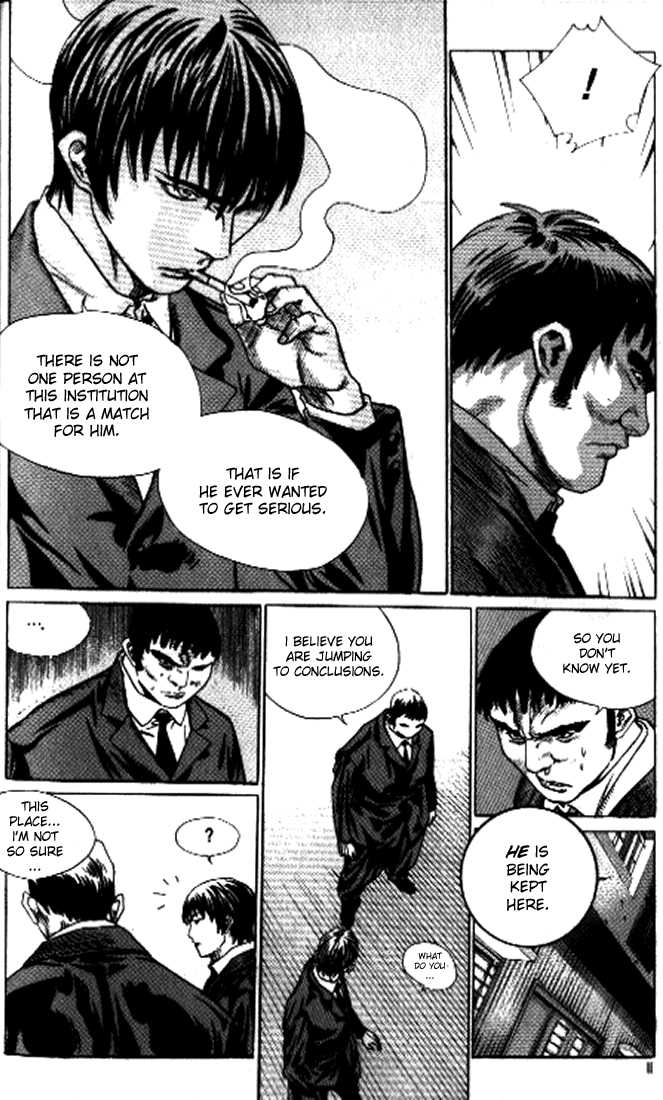 !
THERE IS NOT
ONE PERSON AT
THIS INSTITUTION
THAT IS A MATCH
FOR HIM.
THAT IS IF
HE EVER WANTED
TO GET SERIOUS.
SO YOU
DON'T
KNOW YET.
HE IS
BEING
KEPT
HERE.
I BELIEVE YOU
ARE JUMPING
TO CONCLUSIONS.
WHAT
DO YOU
...
...
?
THIS
PLACE...
I'M NOT
SO SURE
...